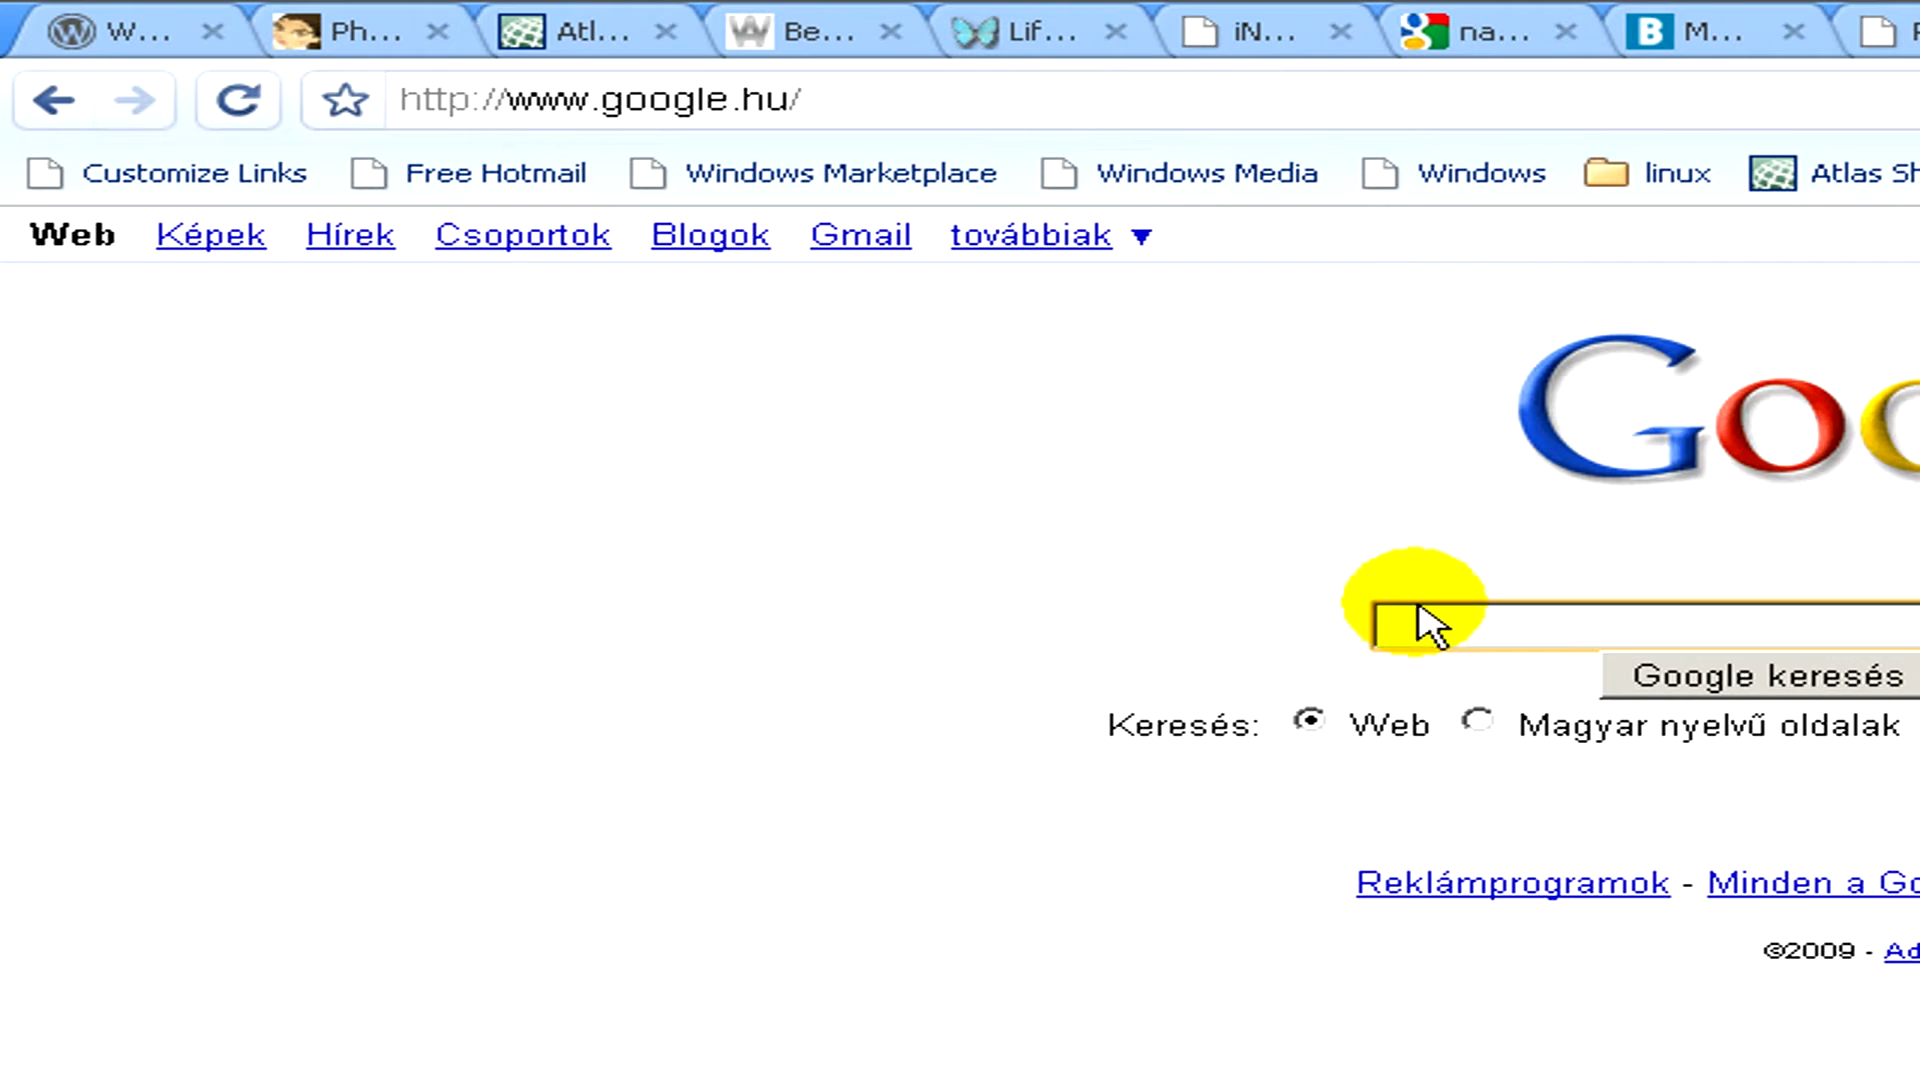 W... Ph... Atl... Be... Lif... iN... na... M...
http://www.google.hu/
Customize Links Free Hotmail Windows Marketplace Windows Media Windows linux Atlas Sh
Web Képek Hírek Csoportok Blogok Gmail továbbiak ▼
Goo
Google keresés
Keresés: Web Magyar nyelvű oldalak
Reklámprogramok - Minden a Go
©2009 - Ad